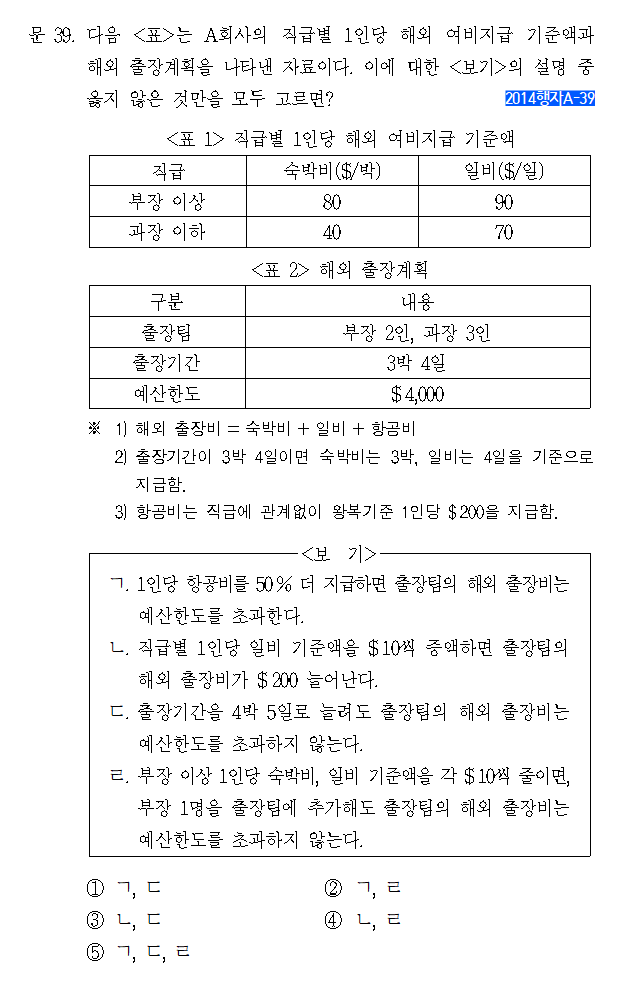 문 39. 다음 <표>는 A회사의 직급별 1인당 해외 여비지급 기준액과
해외 출장계획을 나타낸 자료이다. 이에 대한 <보기>의 설명 중
옳지 않은 것만을 모두 고르면?
2014행자A-39
<표 1> 직급별 1인당 해외 여비지급 기준액
직급 숙박비($/박) 일비($/일)
부장 이상 80 90
과장 이하 40 70
<표 2> 해외 출장계획
구분 내용
출장팀 부장 2인, 과장 3인
출장기간 3박 4일
예산한도 $4,000
※ 1) 해외 출장비 = 숙박비 + 일비 + 항공비
2) 출장기간이 3박 4일이면 숙박비는 3박, 일비는 4일을 기준으로
지급함.
3) 항공비는 직급에 관계없이 왕복기준 1인당 $200을 지급함.
<보 기>
ㄱ. 1인당 항공비를 50% 더 지급하면 출장팀의 해외 출장비는
예산한도를 초과한다.
ㄴ. 직급별 1인당 일비 기준액을 $10씩 증액하면 출장팀의
해외 출장비가 $200 늘어난다.
ㄷ. 출장기간을 4박 5일로 늘려도 출장팀의 해외 출장비는
예산한도를 초과하지 않는다.
ㄹ. 부장 이상 1인당 숙박비, 일비 기준액을 각 $10씩 줄이면,
부장 1명을 출장팀에 추가해도 출장팀의 해외 출장비는
예산한도를 초과하지 않는다.
① ㄱ, ㄷ ② ㄱ, ㄹ
③ ㄴ, ㄷ ④ ㄴ, ㄹ
⑤ ㄱ, ㄷ, ㄹ